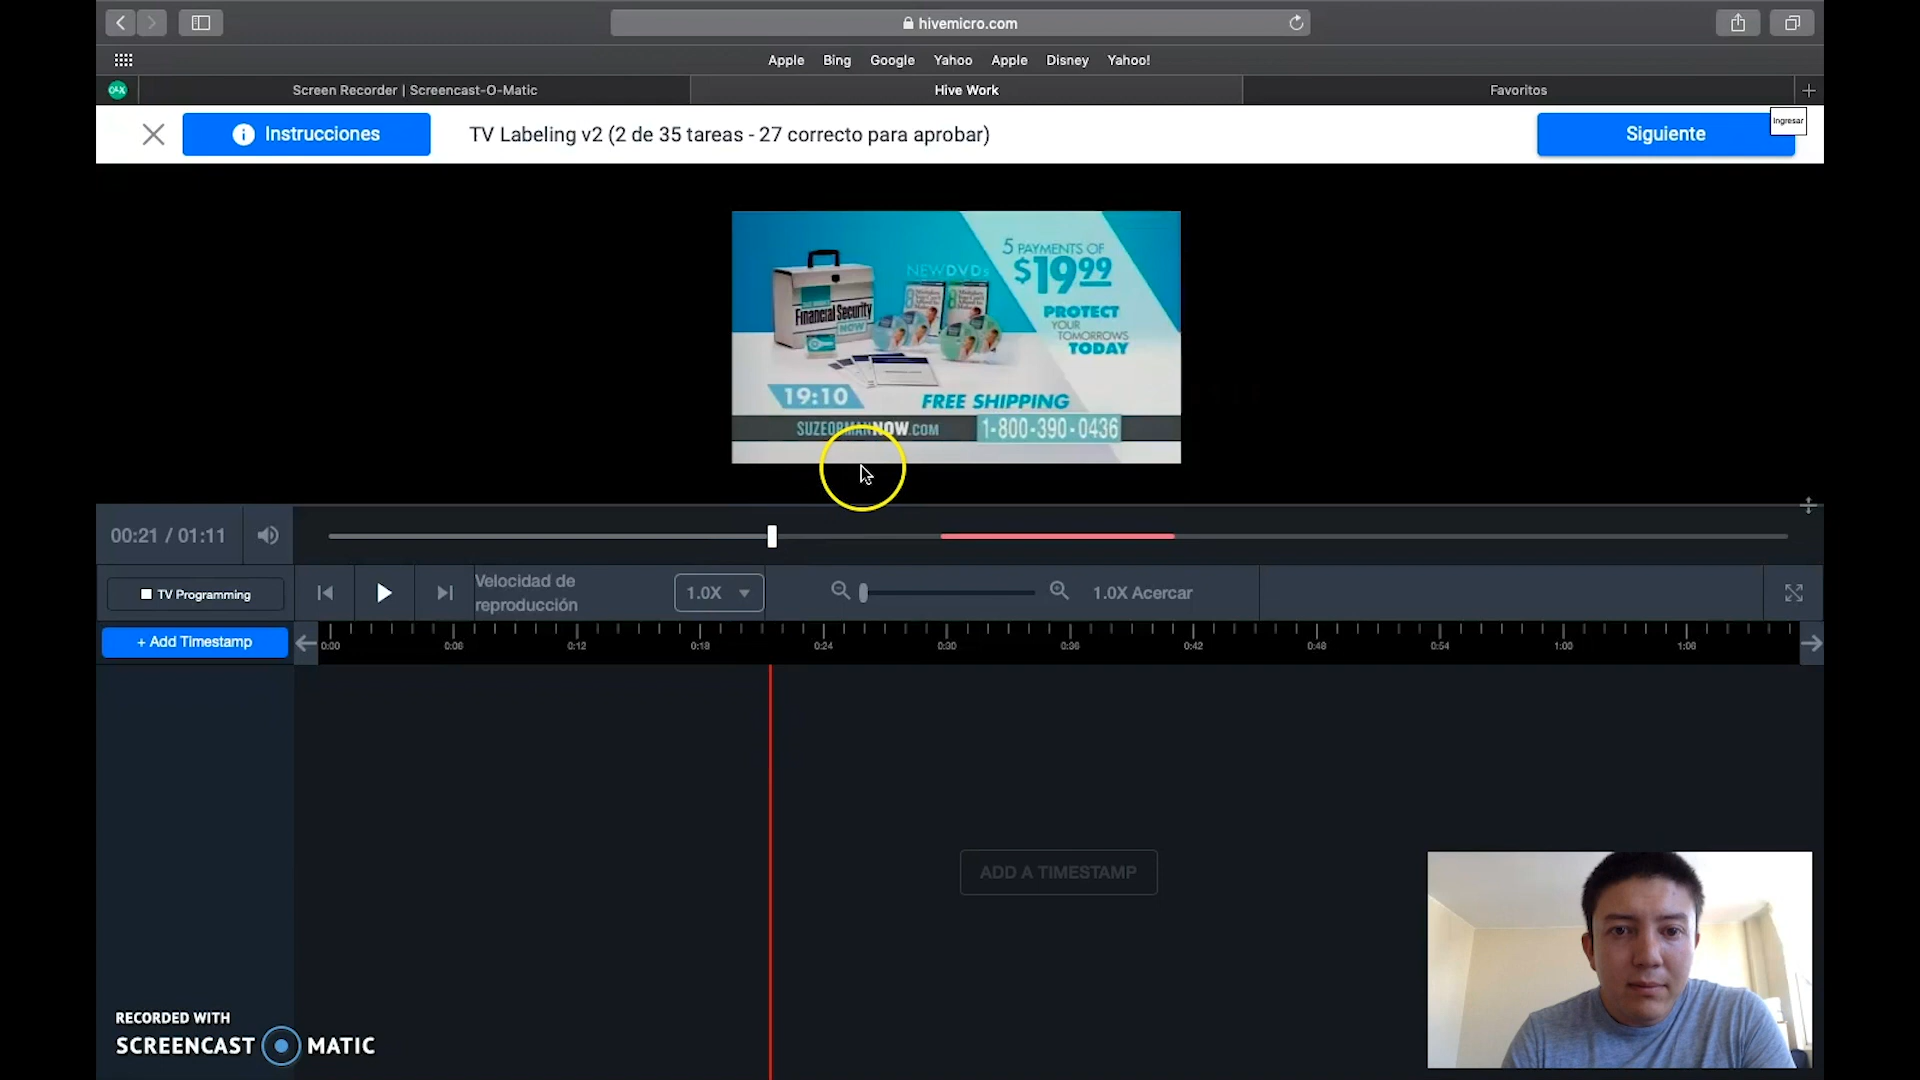 hivemicro.com
Apple Bing Google Yahoo Apple Disney Yahoo!
Screen Recorder | Screencast-O-Matic
Hive Work
Favoritos
Instrucciones
TV Labeling v2 (2 de 35 tareas - 27 correcto para aprobar)
Siguiente
Ingresar
5 PAYMENTS OF
$19.99
NEW DVDs
PROTECT
YOUR
TOMORROWS
TODAY
Financial Security
NOW
19:10
FREE SHIPPING
SUZEORMANNOW.COM
1-800-390-0436
00:21 / 01:11
TV Programming
Velocidad de
reproducción
1.0X
1.0X Acercar
+ Add Timestamp
0:00 0:06 0:12 0:18 0:24 0:30 0:36 0:42 0:48 0:54 1:00 1:06
ADD A TIMESTAMP
RECORDED WITH
SCREENCAST MATIC